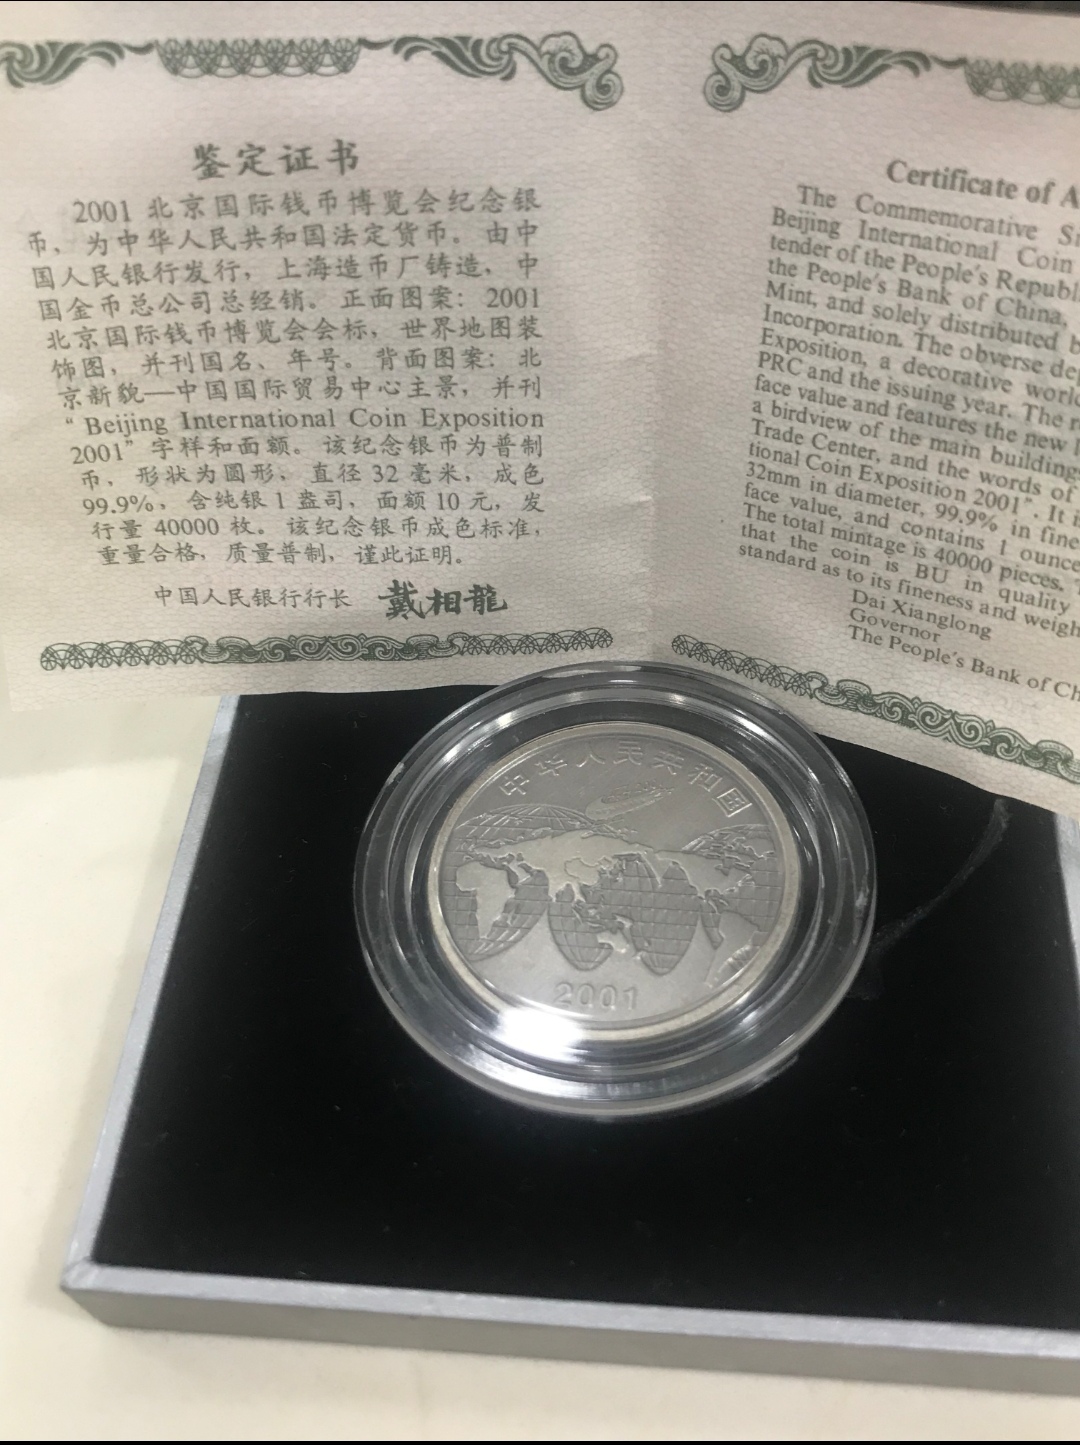 鉴定证书
2001 北京国际钱币博览会纪念银
币，为中华人民共和国法定货币。由中
国人民银行发行，上海造币厂铸造，中
国金币总公司总经销。正面图案：2001
北京国际钱币博览会会标，世界地图装
饰图，并刊国名、年号。背面图案：北
京新貌—中国国际贸易中心主景，并刊
“Beijing International Coin Exposition
2001”字样和面额。该纪念银币为普制
币，形状为圆形，直径 32 毫米，成色
99.9%，含纯银 1 盎司，面额 10 元，发
行量 40000 枚。该纪念银币成色标准，
重量合格，质量普制，谨此证明。
中国人民银行行长 戴相龍
Certificate of A
The Commemorative Si
Beijing International Coin
tender of the People's Republi
the People's Bank of China,
Mint, and solely distributed b
Incorporation. The obverse dep
Exposition, a decorative world
PRC and the issuing year. The re
face value and features the new
a birdview of the main building
Trade Center, and the words of
tional Coin Exposition 2001". It i
32mm in diameter, 99.9% in fine
face value, and contains 1 ounce
The total mintage is 40000 pieces.
that the coin is BU in quality
standard as to its fineness and weigh
Dai Xianglong
Governor
The People's Bank of Ch
中华人民共和国
2001